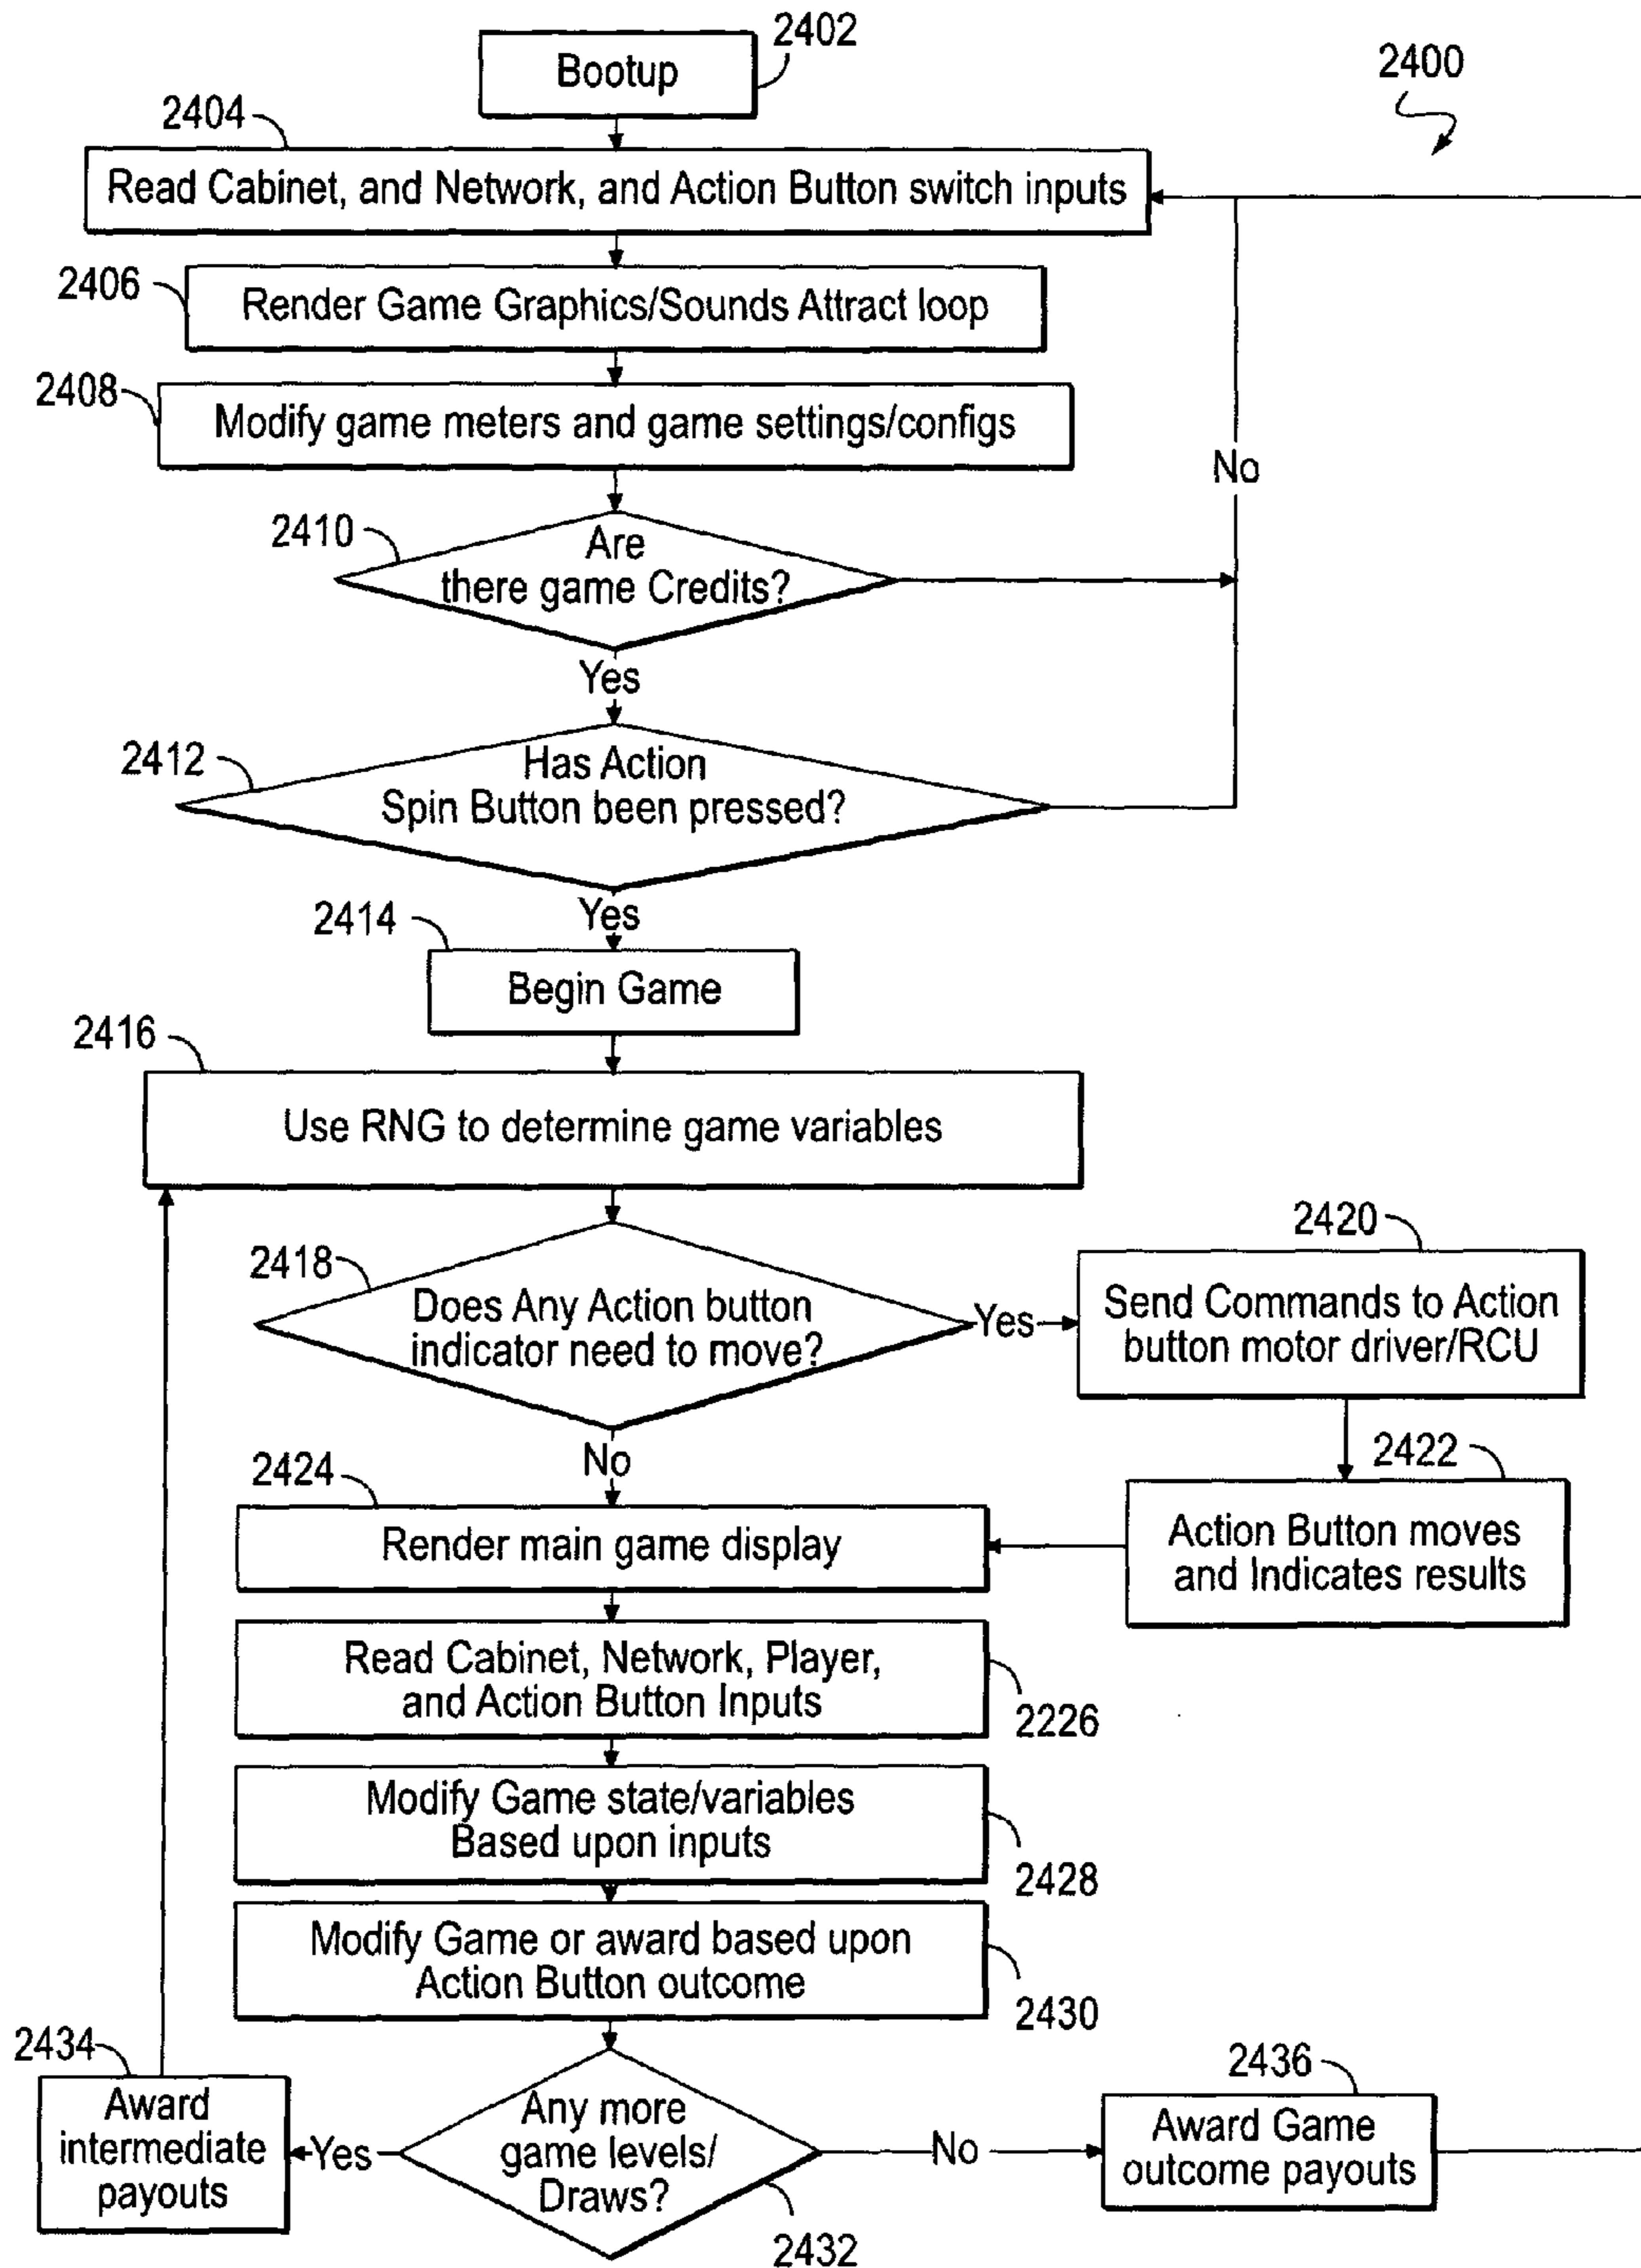 2402
Bootup
2400
2404
Read Cabinet, and Network, and Action Button switch inputs
2406
Render Game Graphics/Sounds Attract loop
2408
Modify game meters and game settings/configs
No
2410
Are
there game Credits?
Yes
2412
Has Action
Spin Button been pressed?
Yes
2414
Begin Game
2416
Use RNG to determine game variables
2418
Does Any Action button
indicator need to move?
Yes
2420
Send Commands to Action
button motor driver/RCU
No
2422
Action Button moves
and Indicates results
2424
Render main game display
Read Cabinet, Network, Player,
and Action Button Inputs
2226
Modify Game state/variables
Based upon inputs
2428
Modify Game or award based upon
Action Button outcome
2430
2434
Award
intermediate
payouts
Yes
Any more
game levels/
Draws?
2432
No
2436
Award Game
outcome payouts